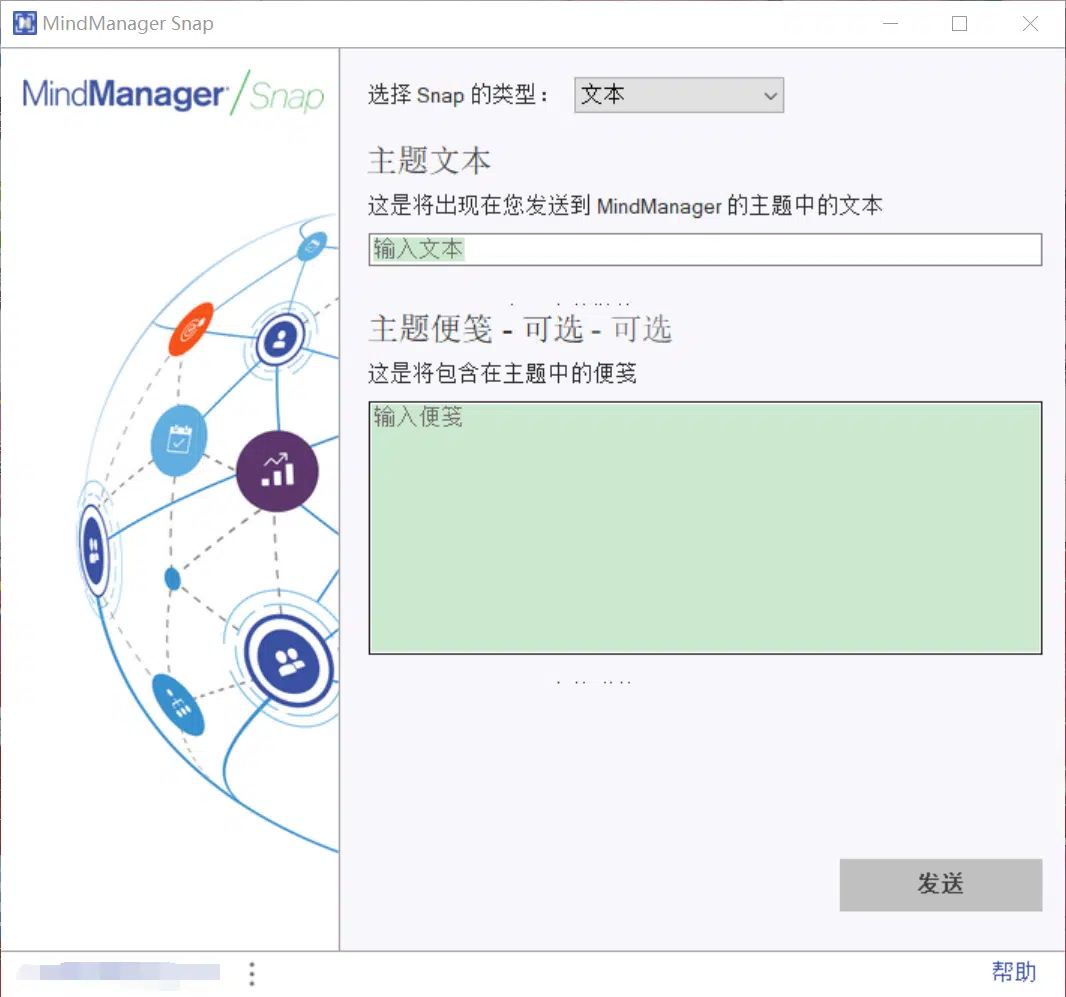 MindManager Snap
MindManager/Snap
选择 Snap 的类型：
文本
主题文本
这是将出现在您发送到 MindManager 的主题中的文本
输入文本
主题便笺 - 可选 - 可选
这是将包含在主题中的便笺
输入便笺
发送
帮助